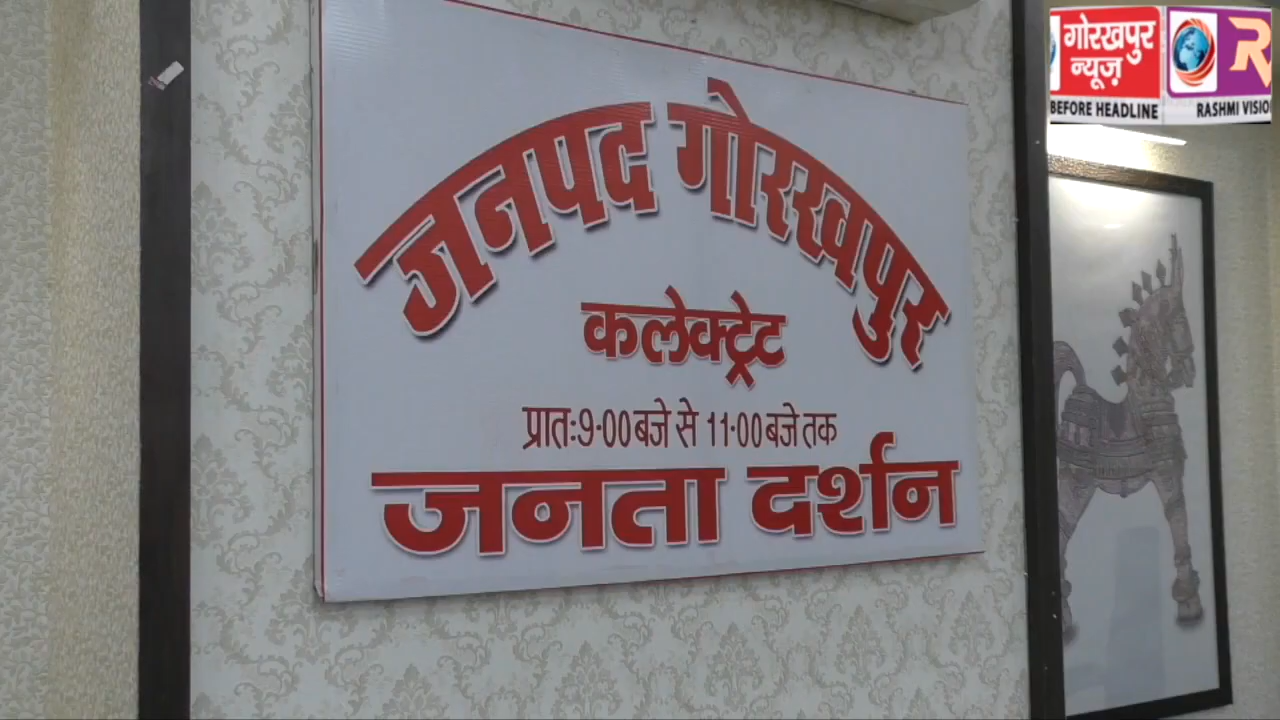 जनपद गोरखपुर
कलेक्ट्रेट
प्रातः9·00 बजे से 11·00 बजे तक
जनता दर्शन
गोरखपुर
न्यूज़
BEFORE HEADLINE
R
RASHMI VISIO